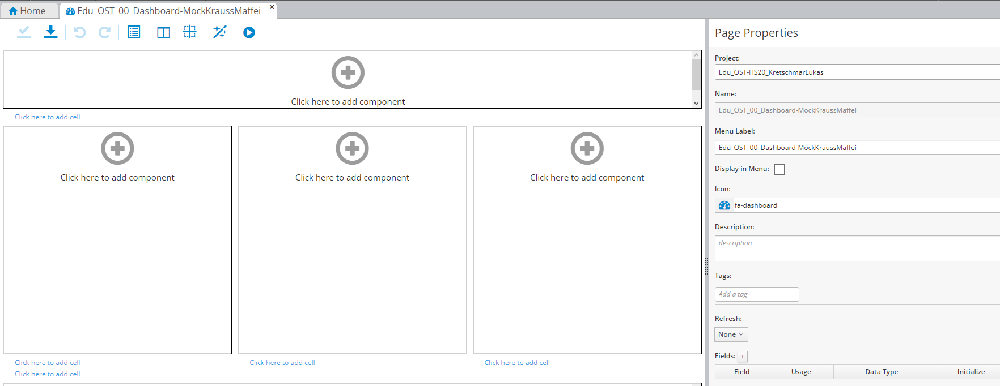 Home
Edu_OST_00_Dashboard-MockKraussMaffei
Click here to add component
Click here to add cell
Click here to add component
Click here to add component
Click here to add component
Click here to add cell
Click here to add cell
Click here to add cell
Click here to add cell
Page Properties
Project:
Edu_OST-HS20_KretschmarLukas
Name:
Edu_OST_00_Dashboard-MockKraussMaffei
Menu Label:
Edu_OST_00_Dashboard-MockKraussMaffei
Display in Menu:
Icon:
fa-dashboard
Description:
description
Tags:
Add a tag
Refresh:
None
Fields: +
Field Usage Data Type Initialize